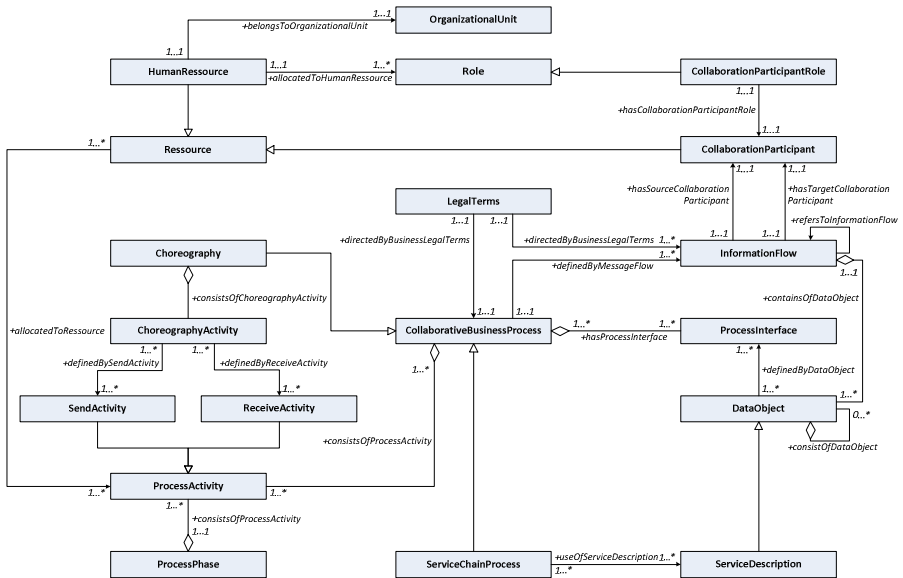 OrganizationalUnit
1...1
+belongsToOrganizationalUnit
1...1
HumanRessource
1...1
+allocatedToHumanRessource
1...*
Role
CollaborationParticipantRole
1...1
+hasCollaborationParticipantRole
1...1
1...*
Ressource
CollaborationParticipant
1...1
1...1
+hasSourceCollaboration
Participant
+hasTargetCollaboration
Participant
LegalTerms
1...1
1...1
+refersToInformationFlow
1...1
1...1
+directedByBusinessLegalTerms
+directedByBusinessLegalTerms
1...*
Choreography
1...*
InformationFlow
+definedByMessageFlow
1...1
+consistsOfChoreographyActivity
+containsOfDataObject
1...1
1...1
+allocatedToRessource
ChoreographyActivity
CollaborativeBusinessProcess
1...*
1...*
+hasProcessInterface
ProcessInterface
1...*
1...*
1...*
+definedBySendActivity
+definedByReceiveActivity
1...*
+definedByDataObject
1...*
1...*
1...*
1...*
SendActivity
ReceiveActivity
DataObject
0...*
+consistsOfProcessActivity
+consistOfDataObject
ProcessActivity
1...*
1...*
1...*
+consistsOfProcessActivity
1...1
ProcessPhase
ServiceChainProcess
+useOfServiceDescription
1...*
1...*
ServiceDescription